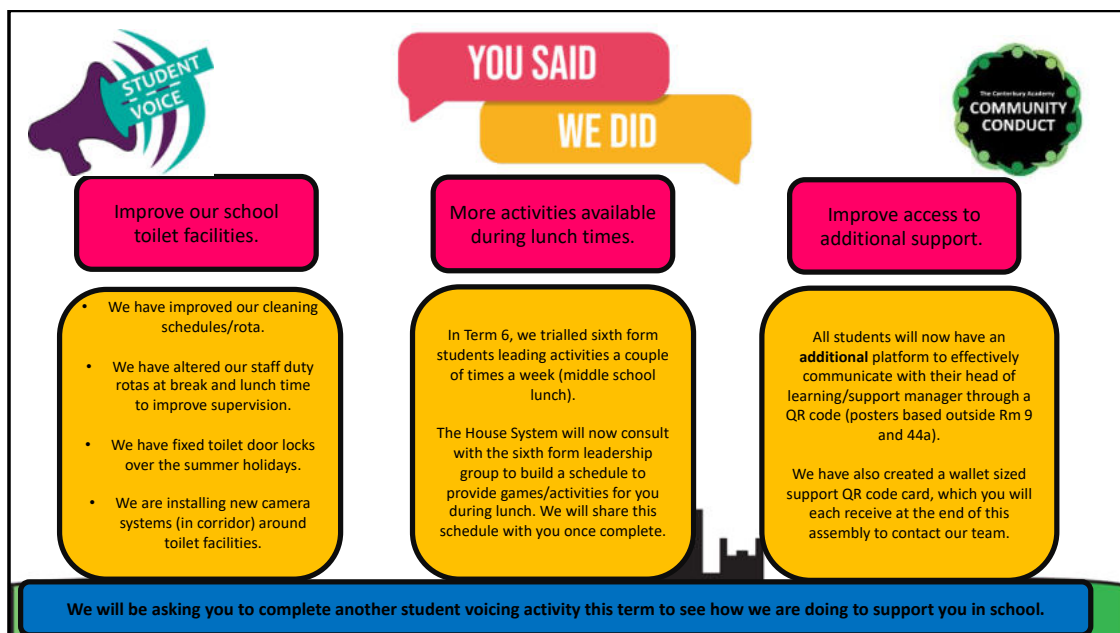 STUDENT
VOICE
YOU SAID
WE DID
The Canterbury Academy
COMMUNITY
CONDUCT
Improve our school
toilet facilities.
• We have improved our cleaning
schedules/rota.
• We have altered our staff duty
rotas at break and lunch time
to improve supervision.
• We have fixed toilet door locks
over the summer holidays.
• We are installing new camera
systems (in corridor) around
toilet facilities.
More activities available
during lunch times.
In Term 6, we trialled sixth form
students leading activities a couple
of times a week (middle school
lunch).
The House System will now consult
with the sixth form leadership
group to build a schedule to
provide games/activities for you
during lunch. We will share this
schedule with you once complete.
Improve access to
additional support.
All students will now have an
additional platform to effectively
communicate with their head of
learning/support manager through a
QR code (posters based outside Rm 9
and 44a).
We have also created a wallet sized
support QR code card, which you will
each receive at the end of this
assembly to contact our team.
We will be asking you to complete another student voicing activity this term to see how we are doing to support you in school.